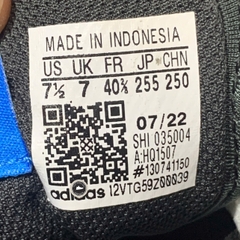 MADE IN INDONESIA
US UK FR JP CHN
7½ 7 40⅔ 255 250
07/22
SHI 035004
A:HQ1507
#130741150
adidas 12VTG59Z00039